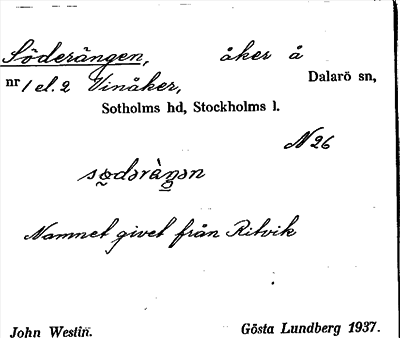 Söderängen, åker å
nr 1 el. 2 Vinåker, Dalarö sn,
Sotholms hd, Stockholms l.
N 26
sødəràŋən
Namnet givet från Ritvik
John Westin. Gösta Lundberg 1937.